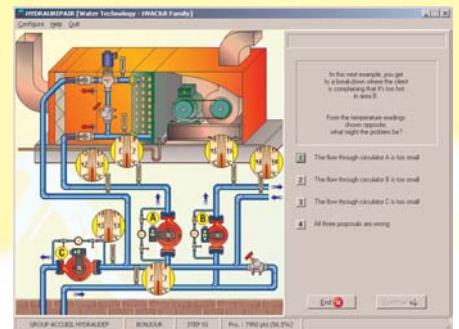 HYDRAUREPAIR [Water Technology - HVAC&R Family]
Configure Help Quit
In this next example, you get
to a breakdown where the client
is complaining that it's too hot
in area B.
From the temperature readings
shown opposite,
what might the problem be?
1 The flow through circulator A is too small
2 The flow through circulator B is too small
3 The flow through circulator C is too small
4 All three proposals are wrong
A
B
C
End
Continue
GROUP ACCUEIL HYDRAUDEP BONJOUR STEP 01